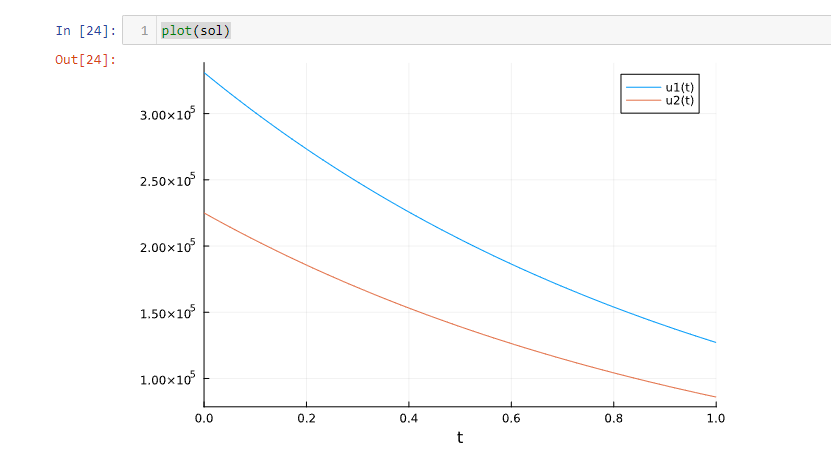 In [24]: 1 plot(sol)
Out[24]:
u1(t)
u2(t)
3.00×10⁵
2.50×10⁵
2.00×10⁵
1.50×10⁵
1.00×10⁵
0.0 0.2 0.4 0.6 0.8 1.0
t